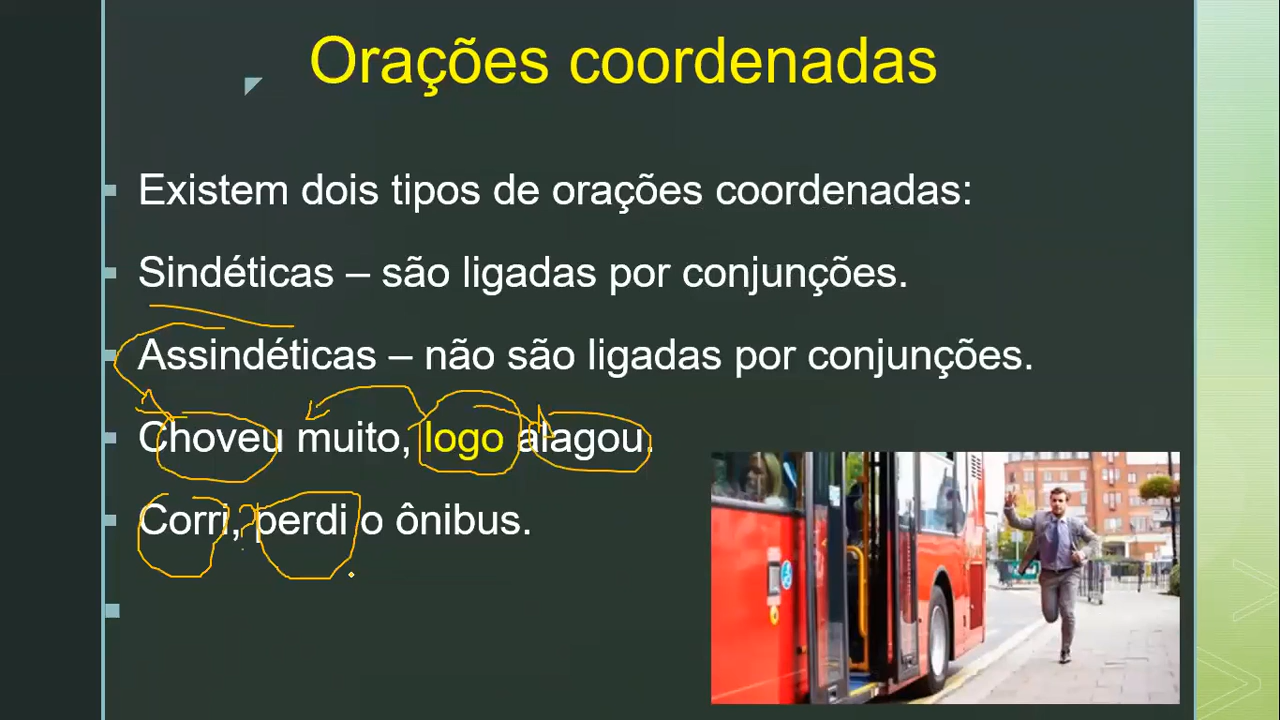 Orações coordenadas
Existem dois tipos de orações coordenadas:
Sindéticas – são ligadas por conjunções.
Assindéticas – não são ligadas por conjunções.
Choveu muito, logo alagou.
Corri,? perdi o ônibus.